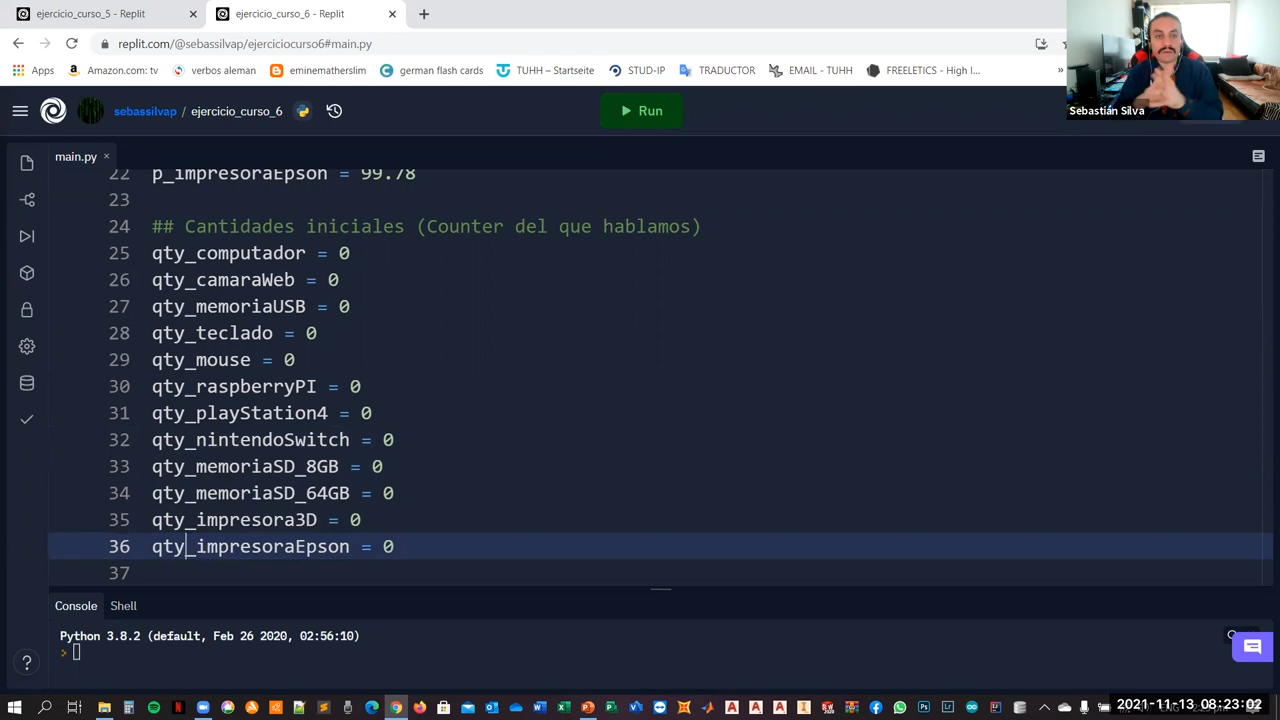 ejercicio_curso_5 - Replit × ejercicio_curso_6 - Replit × +
replit.com/@sebassilvap/ejerciciocurso6#main.py
Apps Amazon.com: tv verbos aleman eminematherslim german flash cards TUHH – Startseite STUD-IP TRADUCTOR EMAIL - TUHH FREELETICS - High I... »
Sebastián Silva
sebassilvap / ejercicio_curso_6 Run
main.py ×
22 p_impresoraEpson = 99.78
23
24 ## Cantidades iniciales (Counter del que hablamos)
25 qty_computador = 0
26 qty_camaraWeb = 0
27 qty_memoriaUSB = 0
28 qty_teclado = 0
29 qty_mouse = 0
30 qty_raspberryPI = 0
31 qty_playStation4 = 0
32 qty_nintendoSwitch = 0
33 qty_memoriaSD_8GB = 0
34 qty_memoriaSD_64GB = 0
35 qty_impresora3D = 0
36 qty_impresoraEpson = 0
37
Console Shell
Python 3.8.2 (default, Feb 26 2020, 02:56:10)
>
?
2021-11-13 08:23:02